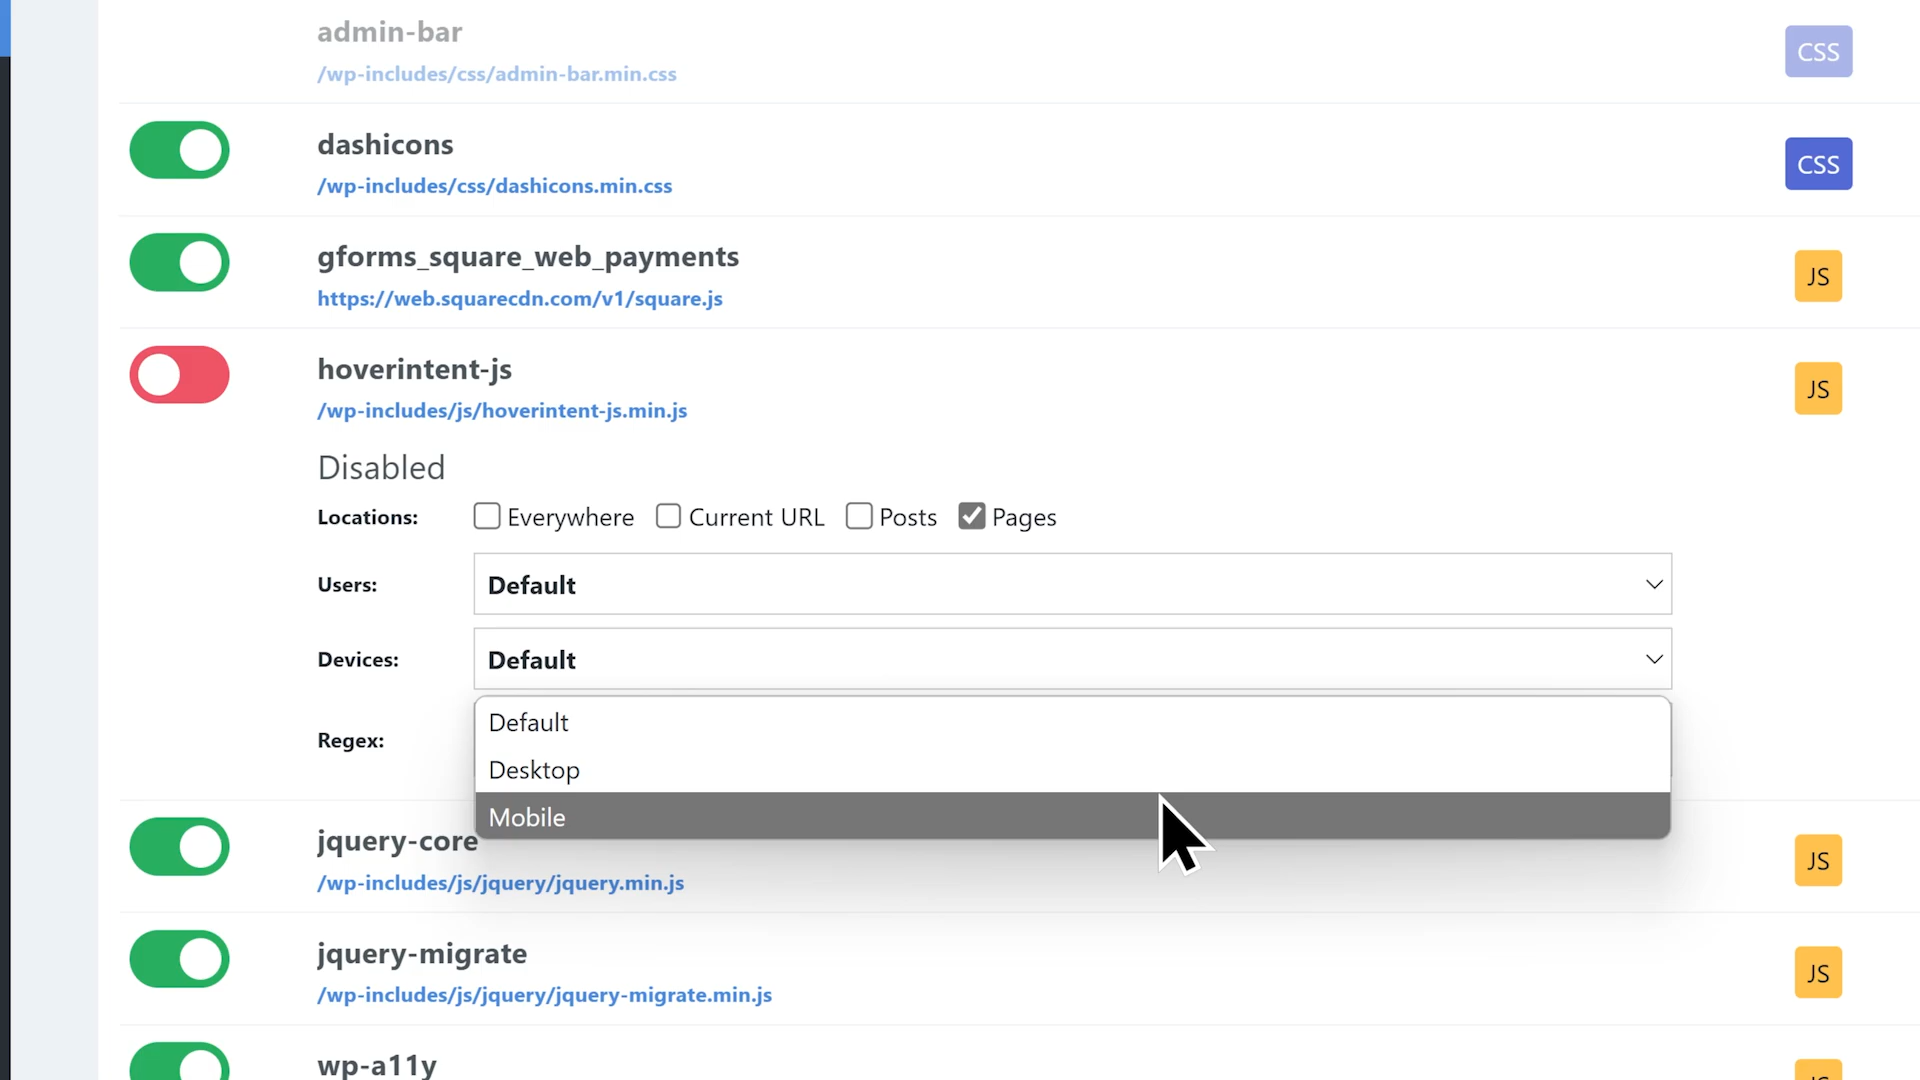 admin-bar
/wp-includes/css/admin-bar.min.css
CSS
dashicons
/wp-includes/css/dashicons.min.css
CSS
gforms_square_web_payments
https://web.squarecdn.com/v1/square.js
JS
hoverintent-js
/wp-includes/js/hoverintent-js.min.js
JS
Disabled
Locations: Everywhere Current URL Posts Pages
Users: Default
Devices: Default
Default
Regex:
Desktop
Mobile
jquery-core
/wp-includes/js/jquery/jquery.min.js
JS
jquery-migrate
/wp-includes/js/jquery/jquery-migrate.min.js
JS
wp-a11y